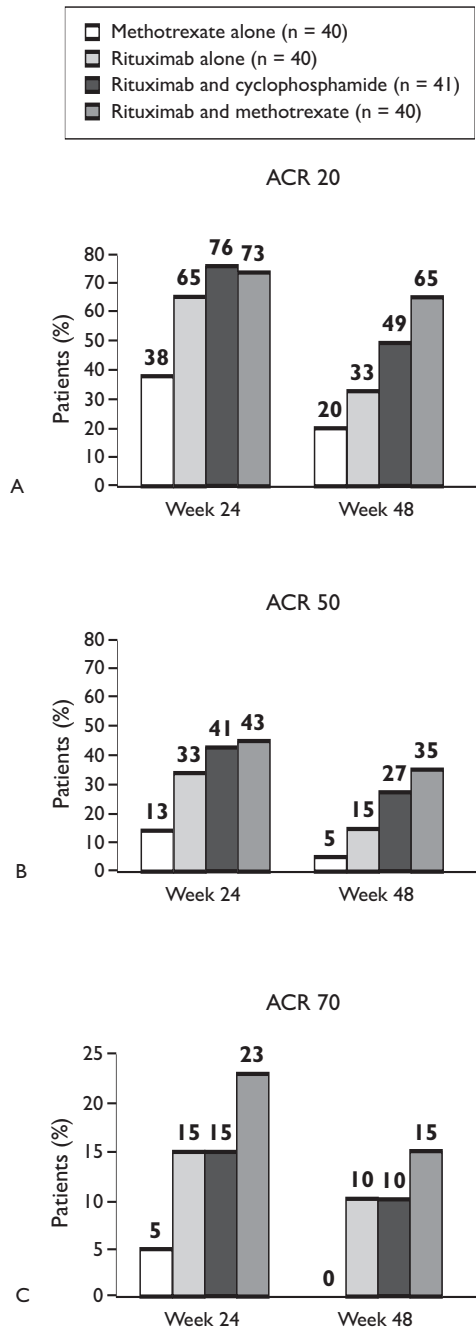 Methotrexate alone (n = 40)
Rituximab alone (n = 40)
Rituximab and cyclophosphamide (n = 41)
Rituximab and methotrexate (n = 40)
ACR 20
Patients (%)
80
70
60
50
40
30
20
10
0
38
65
76
73
20
33
49
65
Week 24
Week 48
A
ACR 50
Patients (%)
80
70
60
50
40
30
20
10
0
13
33
41
43
5
15
27
35
Week 24
Week 48
B
ACR 70
Patients (%)
25
20
15
10
5
0
5
15
15
23
0
10
10
15
Week 24
Week 48
C